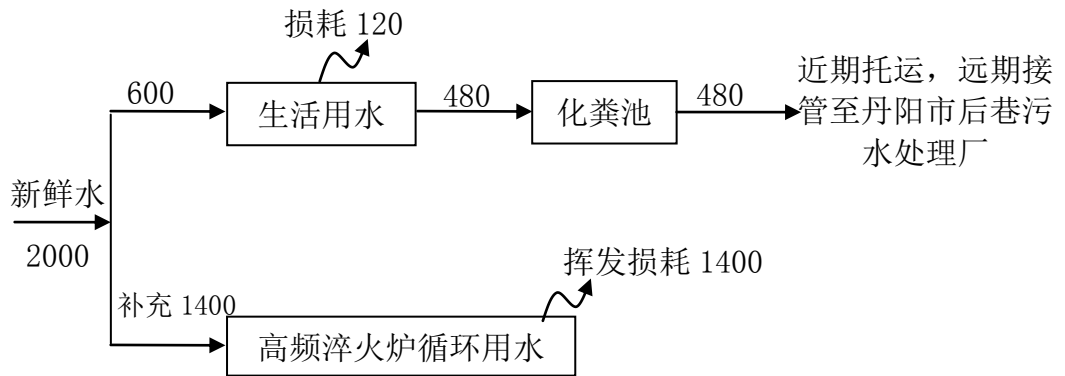 损耗 120
600
生活用水
480
化粪池
480
近期托运，远期接
管至丹阳市后巷污
水处理厂
新鲜水
2000
挥发损耗 1400
补充 1400
高频淬火炉循环用水